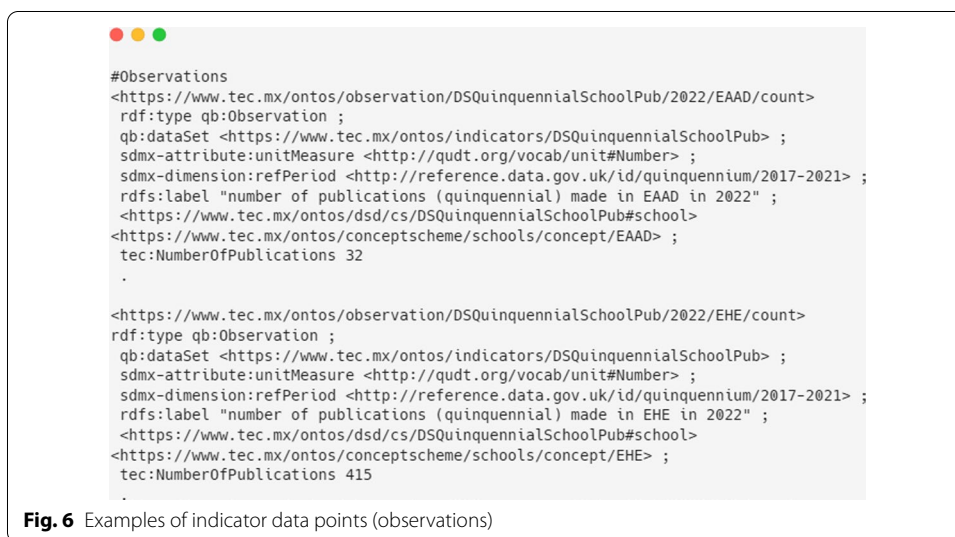 #Observations
<https://www.tec.mx/ontos/observation/DSQuinquennialSchoolPub/2022/EAAD/count>
rdf:type qb:Observation ;
qb:dataSet <https://www.tec.mx/ontos/indicators/DSQuinquennialSchoolPub> ;
sdmx-attribute:unitMeasure <http://qudt.org/vocab/unit#Number> ;
sdmx-dimension:refPeriod <http://reference.data.gov.uk/id/quinquennium/2017-2021> ;
rdfs:label "number of publications (quinquennial) made in EAAD in 2022" ;
<https://www.tec.mx/ontos/dsd/cs/DSQuinquennialSchoolPub#school>
<https://www.tec.mx/ontos/conceptscheme/schools/concept/EAAD> ;
tec:NumberOfPublications 32
.
<https://www.tec.mx/ontos/observation/DSQuinquennialSchoolPub/2022/EHE/count>
rdf:type qb:Observation ;
qb:dataSet <https://www.tec.mx/ontos/indicators/DSQuinquennialSchoolPub> ;
sdmx-attribute:unitMeasure <http://qudt.org/vocab/unit#Number> ;
sdmx-dimension:refPeriod <http://reference.data.gov.uk/id/quinquennium/2017-2021> ;
rdfs:label "number of publications (quinquennial) made in EHE in 2022" ;
<https://www.tec.mx/ontos/dsd/cs/DSQuinquennialSchoolPub#school>
<https://www.tec.mx/ontos/conceptscheme/schools/concept/EHE> ;
tec:NumberOfPublications 415
.
Fig. 6 Examples of indicator data points (observations)